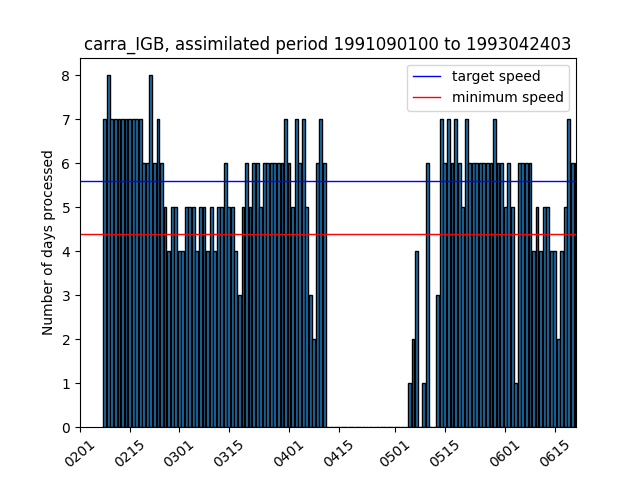 carra_IGB, assimilated period 1991090100 to 1993042403
target speed
minimum speed
Number of days processed
8
7
6
5
4
3
2
1
0
0201 0215 0301 0315 0401 0415 0501 0515 0601 0615